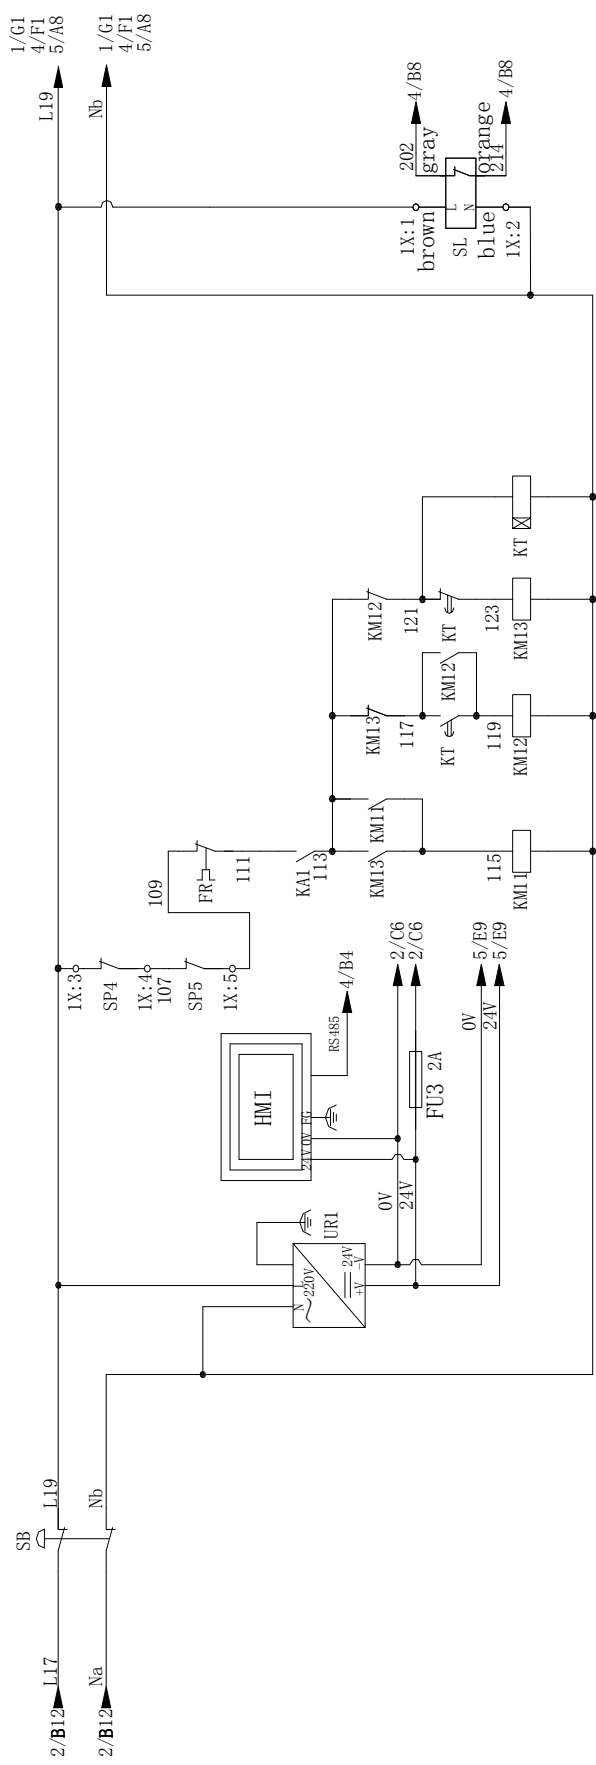 1/G1
4/F1
5/A8
1/G1
4/F1
5/A8
L19
Nb
4/B8
4/B8
202
gray
orange
214
1X:1
brown
L
N
SL
blue
1X:2
KT
KM12
121
KT
123
KM13
KM13
117
KM12
KT
119
KM12
109
FR
111
KA1
113
KM11
KM13
115
KM11
1X:3
SP4
1X:4
107
SP5
1X:5
2/C6
2/C6
5/E9
5/E9
0V
24V
4/B4
RS485
HMI
24V
0V
FG
FU3
2A
0V
24V
UR1
L
N
220V
24V
+V
-V
SB
L19
Nb
L17
Na
2/B12
2/B12